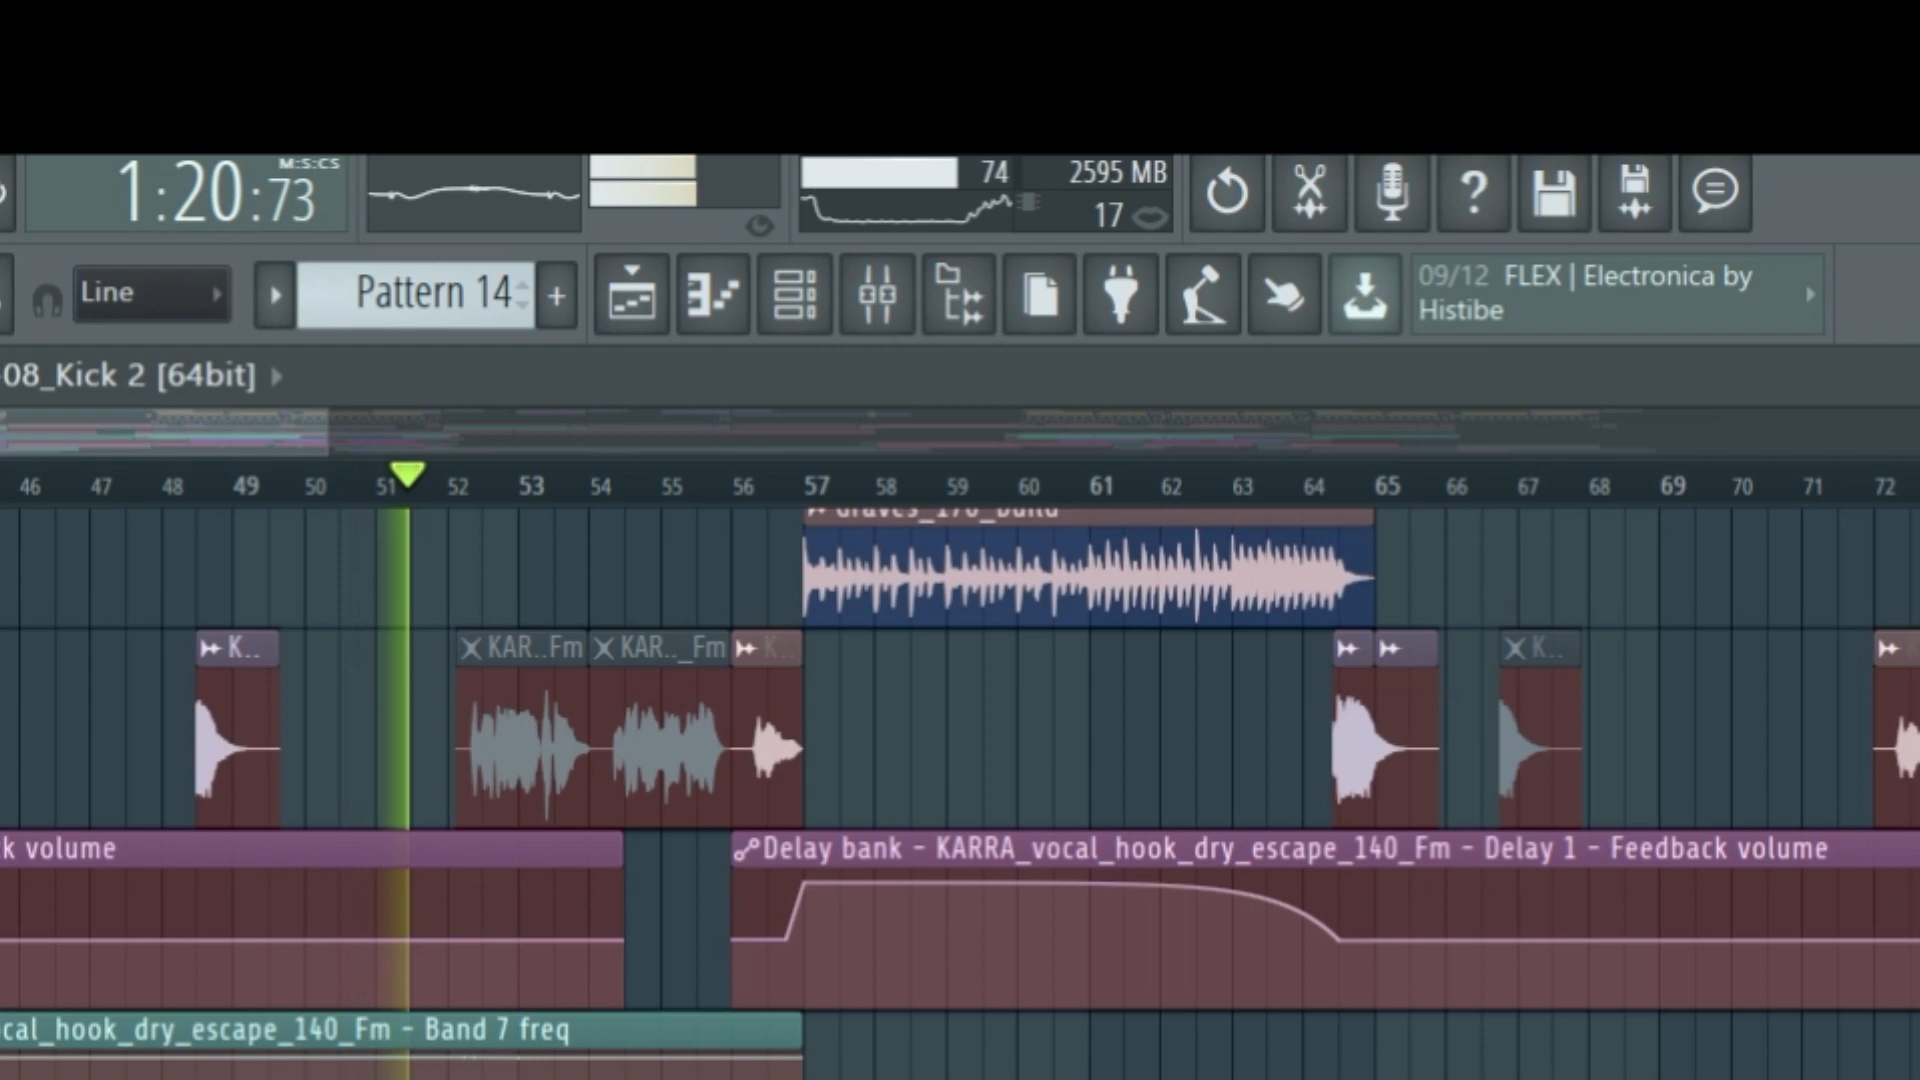 M:S:CS
1:20:73
74
2595 MB
17
Line
Pattern 14
+
09/12 FLEX | Electronica by
Histibe
08_Kick 2 [64bit]
46 47 48 49 50 51 52 53 54 55 56 57 58 59 60 61 62 63 64 65 66 67 68 69 70 71 72
K..
KAR..Fm
KAR.._Fm
K..
K..
k volume
Delay bank - KARRA_vocal_hook_dry_escape_140_Fm - Delay 1 - Feedback volume
cal_hook_dry_escape_140_Fm - Band 7 freq